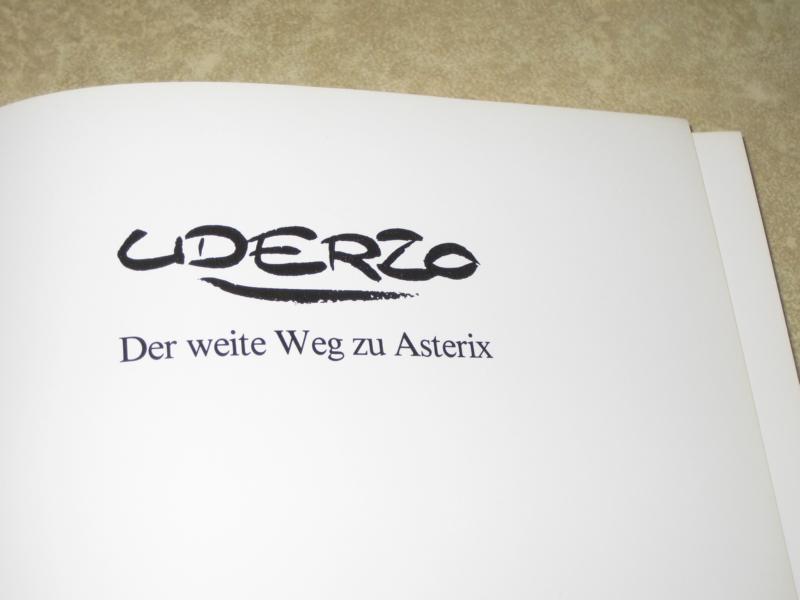 UDERZO
Der weite Weg zu Asterix